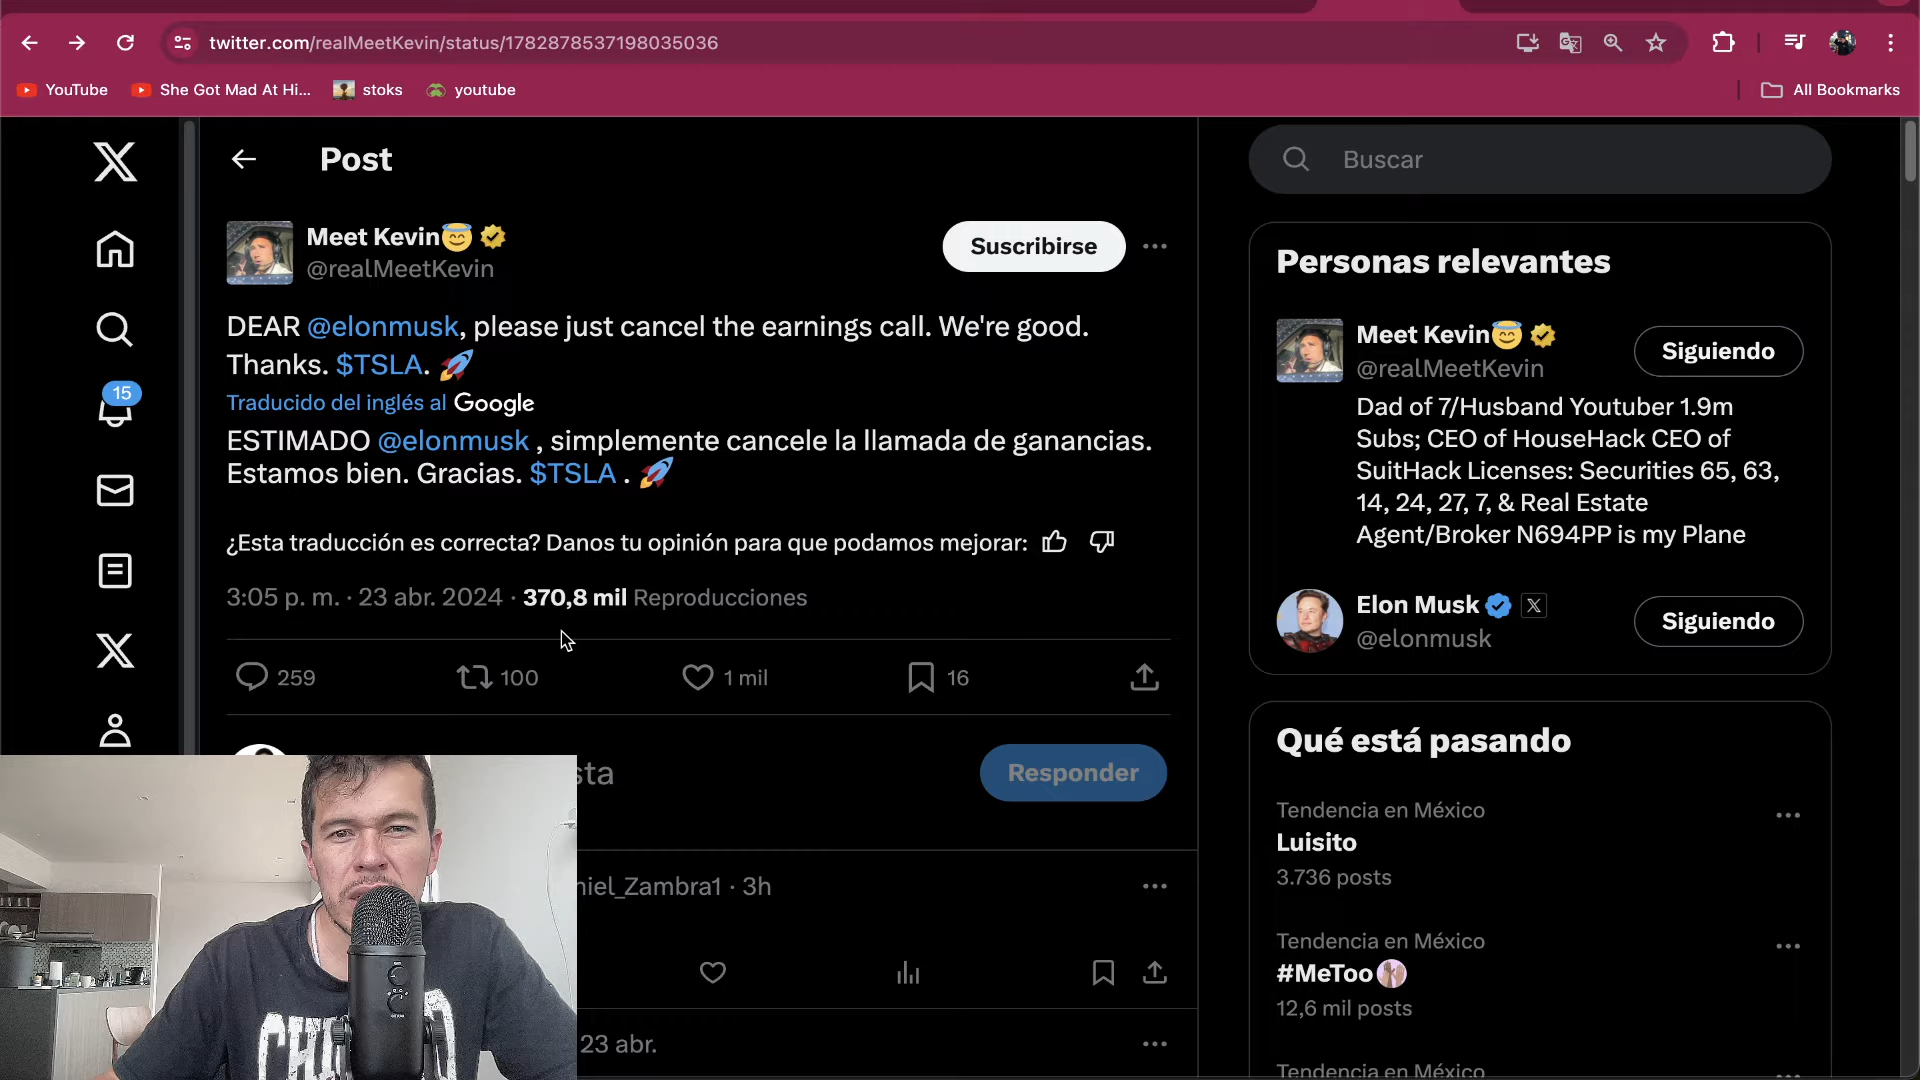 twitter.com/realMeetKevin/status/1782878537198035036
YouTube
She Got Mad At Hi...
stoks
youtube
All Bookmarks
Post
Buscar
Meet Kevin
@realMeetKevin
Suscribirse
DEAR @elonmusk, please just cancel the earnings call. We're good.
Thanks. $TSLA. 🚀
Traducido del inglés al Google
ESTIMADO @elonmusk , simplemente cancele la llamada de ganancias.
Estamos bien. Gracias. $TSLA . 🚀
¿Esta traducción es correcta? Danos tu opinión para que podamos mejorar:
3:05 p. m. · 23 abr. 2024 · 370,8 mil Reproducciones
259
100
1 mil
16
15
sta
Responder
niel_Zambra1 · 3h
23 abr.
Personas relevantes
Meet Kevin
@realMeetKevin
Siguiendo
Dad of 7/Husband Youtuber 1.9m
Subs; CEO of HouseHack CEO of
SuitHack Licenses: Securities 65, 63,
14, 24, 27, 7, & Real Estate
Agent/Broker N694PP is my Plane
Elon Musk
@elonmusk
Siguiendo
Qué está pasando
Tendencia en México
Luisito
3.736 posts
Tendencia en México
#MeToo
12,6 mil posts
Tendencia en México